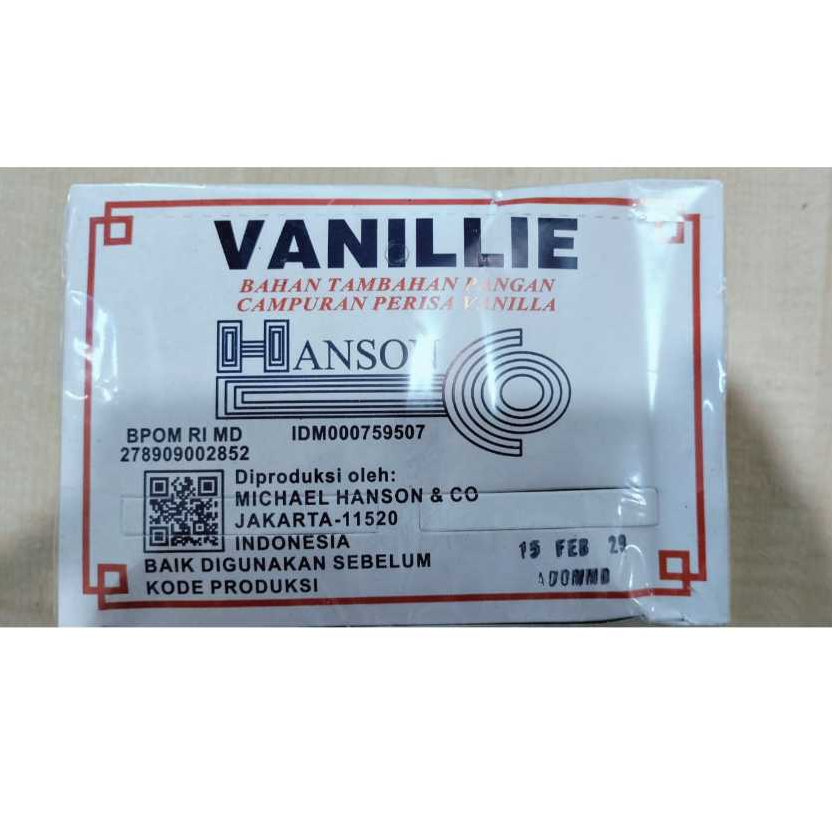 VANILLIE
BAHAN TAMBAHAN PANGAN
CAMPURAN PERISA VANILLA
HANSON
BPOM RI MD IDM000759507
278909002852
Diproduksi oleh:
MICHAEL HANSON & CO
JAKARTA-11520
INDONESIA
BAIK DIGUNAKAN SEBELUM 15 FEB 29
KODE PRODUKSI